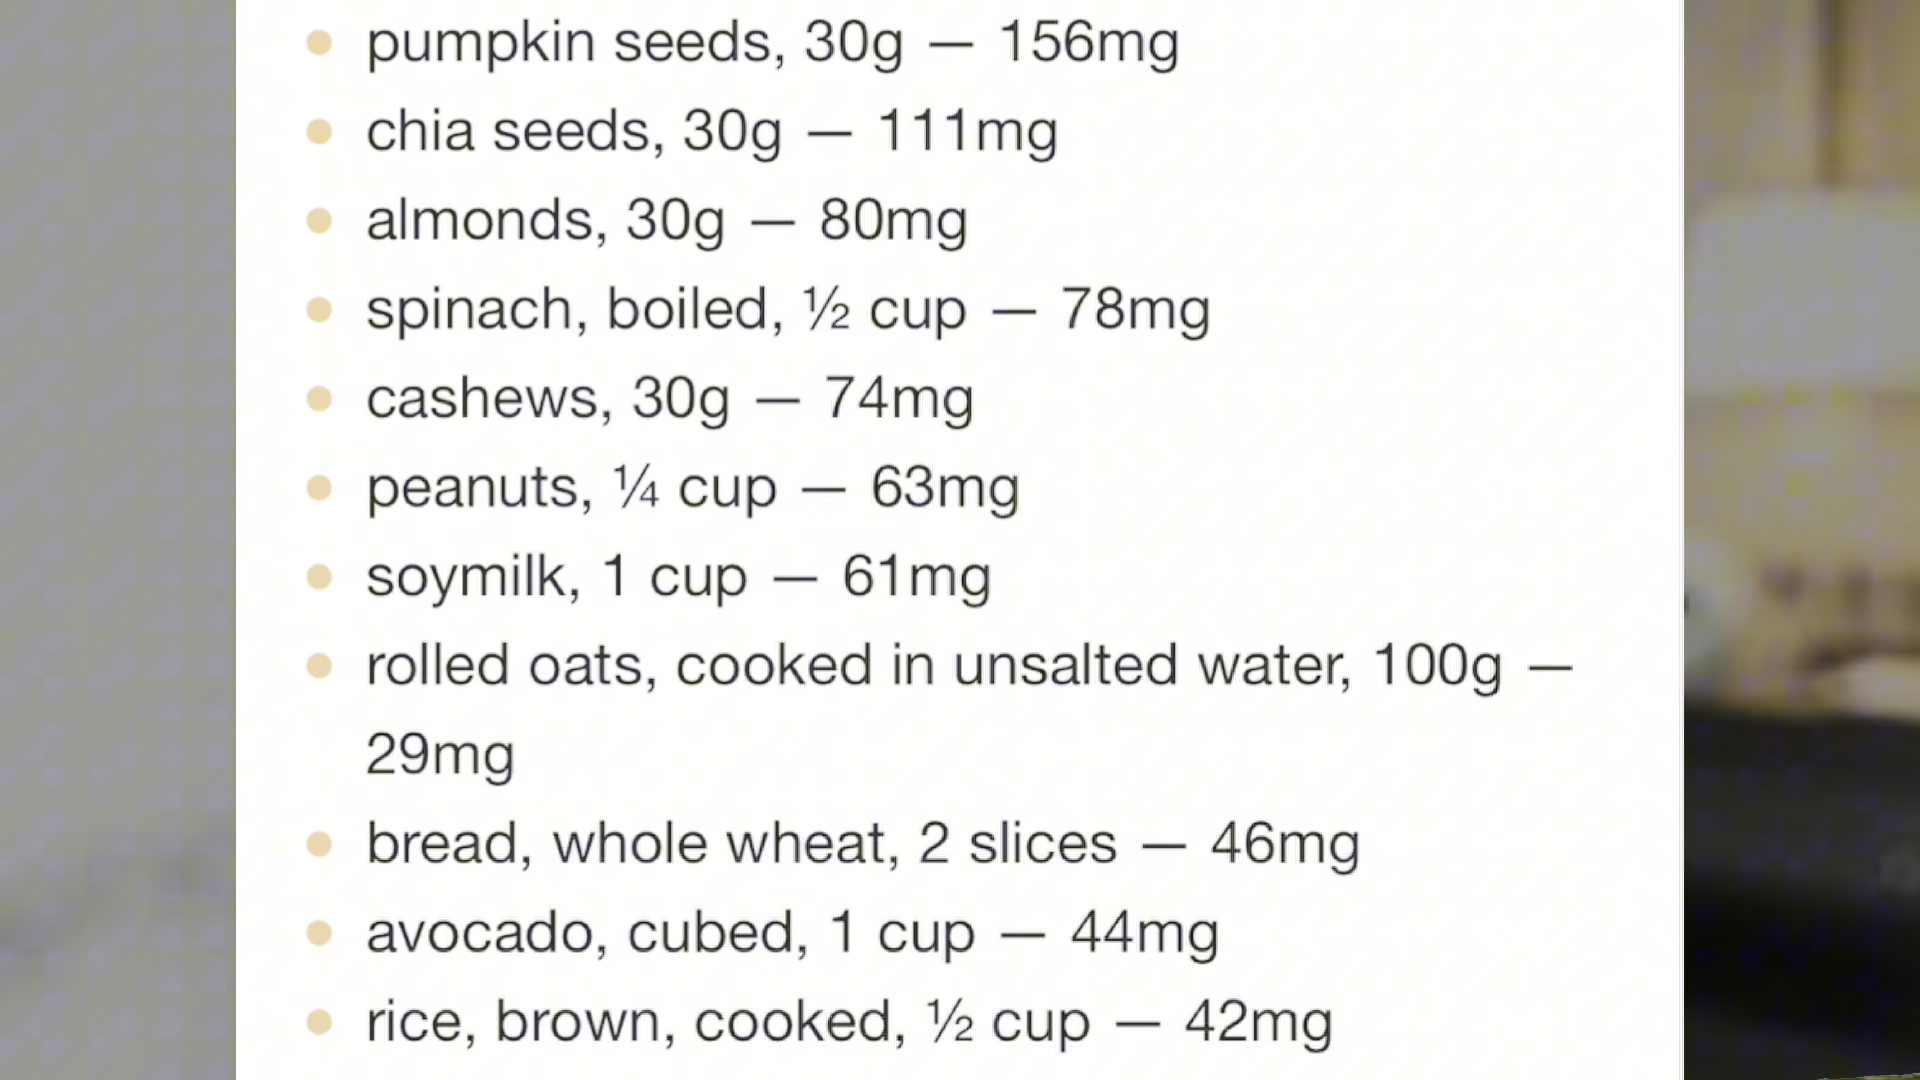 pumpkin seeds, 30g — 156mg
chia seeds, 30g — 111mg
almonds, 30g — 80mg
spinach, boiled, ½ cup — 78mg
cashews, 30g — 74mg
peanuts, ¼ cup — 63mg
soymilk, 1 cup — 61mg
rolled oats, cooked in unsalted water, 100g —
29mg
bread, whole wheat, 2 slices — 46mg
avocado, cubed, 1 cup — 44mg
rice, brown, cooked, ½ cup — 42mg